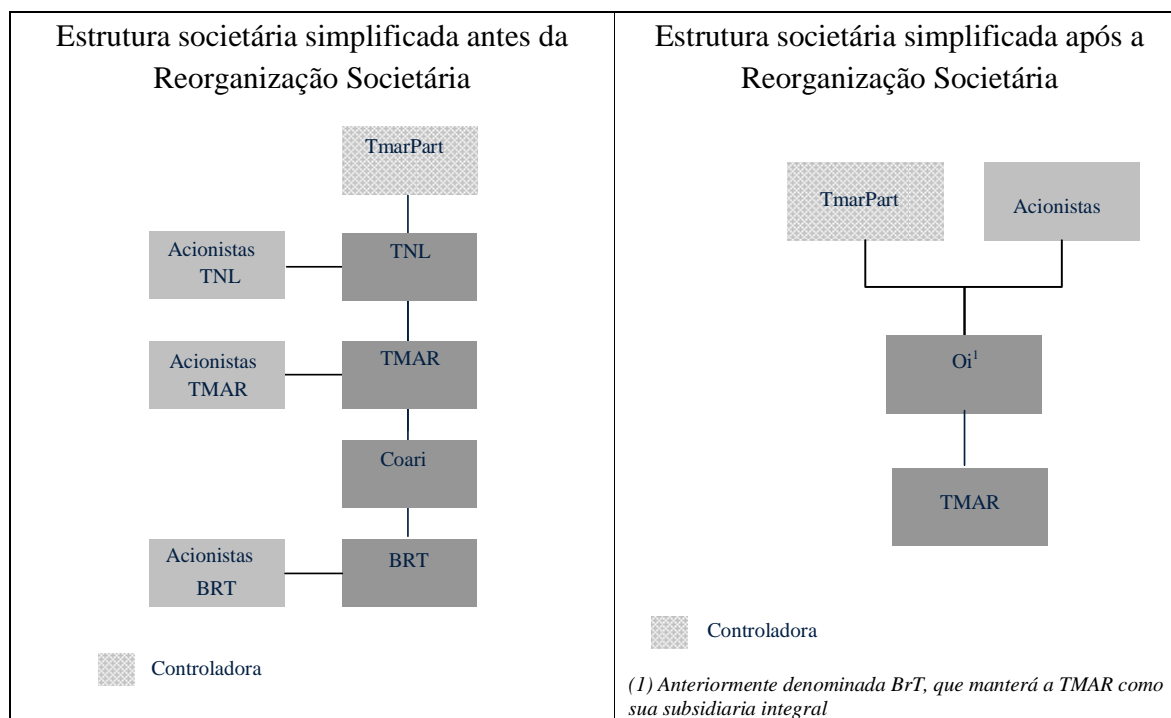 Estrutura societária simplificada antes da
Reorganização Societária
TmarPart
Acionistas
TNL
TNL
Acionistas
TMAR
TMAR
Coari
Acionistas
BRT
BRT
Controladora
Estrutura societária simplificada após a
Reorganização Societária
TmarPart
Acionistas
Oi¹
TMAR
Controladora
(1) Anteriormente denominada BrT, que manterá a TMAR como
sua subsidiaria integral